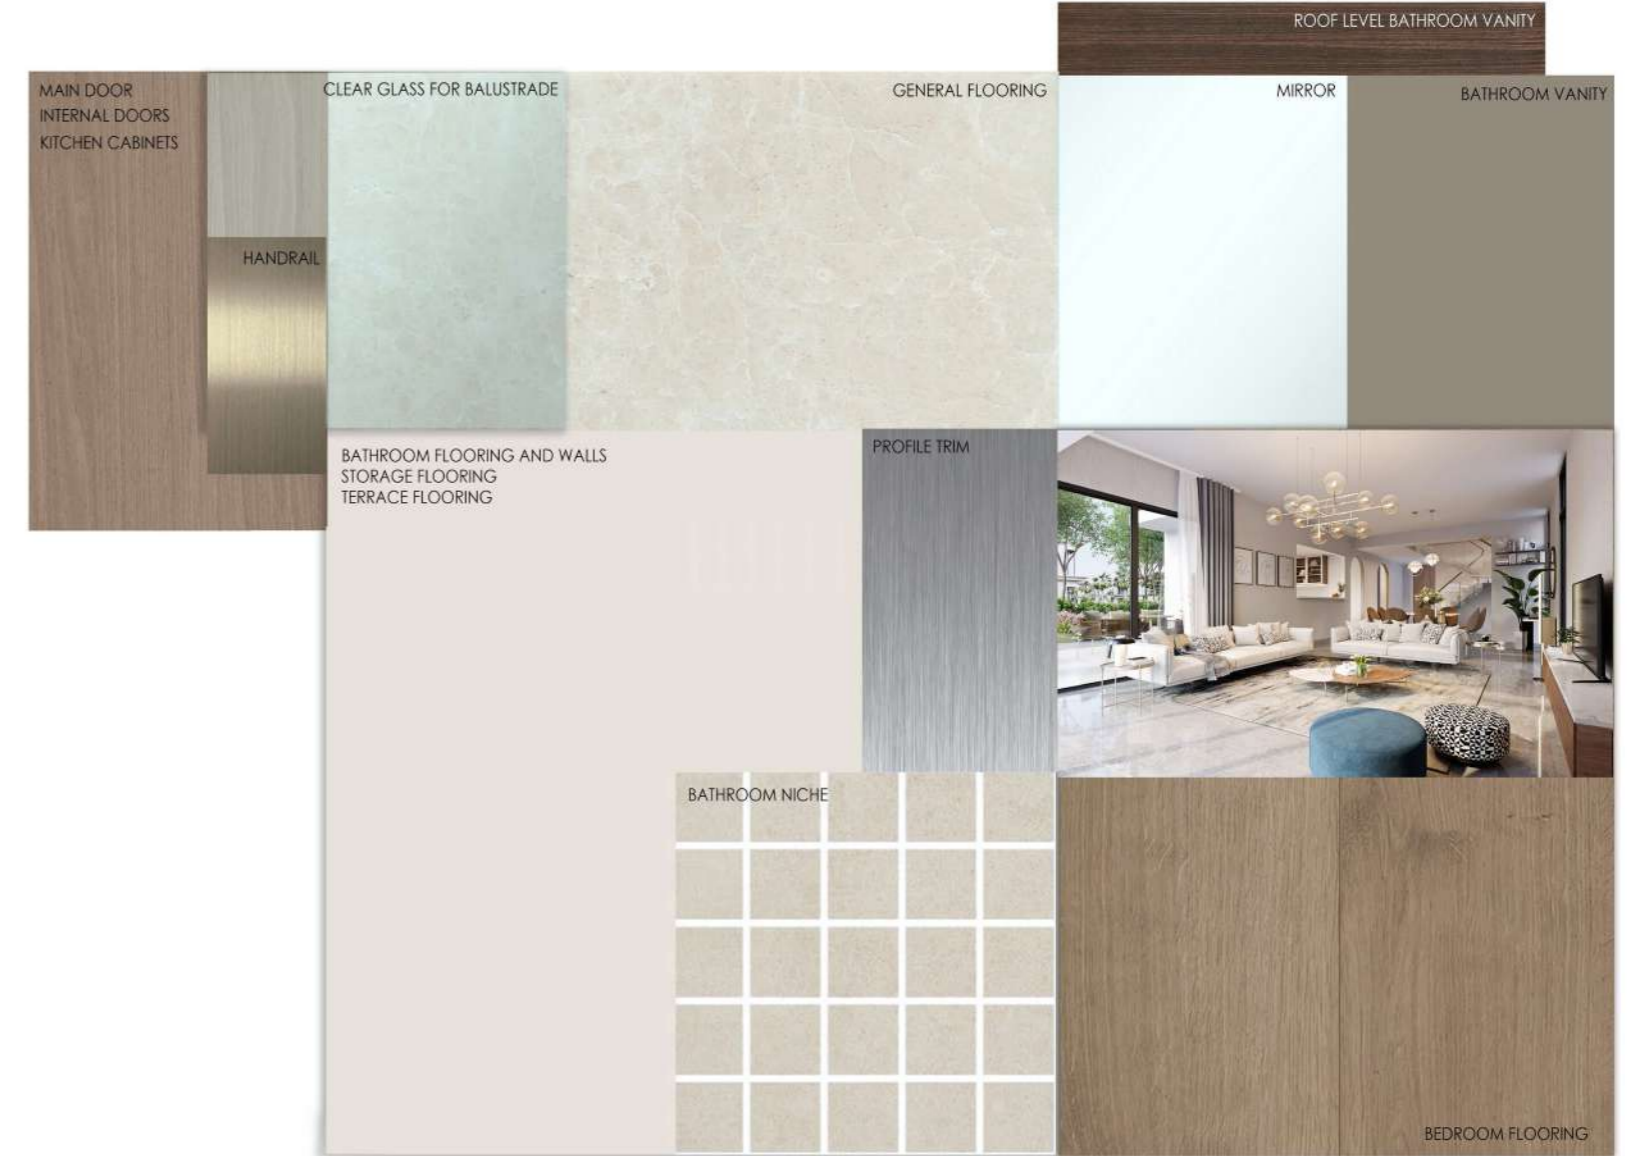 ROOF LEVEL BATHROOM VANITY
MAIN DOOR
INTERNAL DOORS
KITCHEN CABINETS
CLEAR GLASS FOR BALUSTRADE
GENERAL FLOORING
MIRROR
BATHROOM VANITY
HANDRAIL
BATHROOM FLOORING AND WALLS
STORAGE FLOORING
TERRACE FLOORING
PROFILE TRIM
BATHROOM NICHE
BEDROOM FLOORING